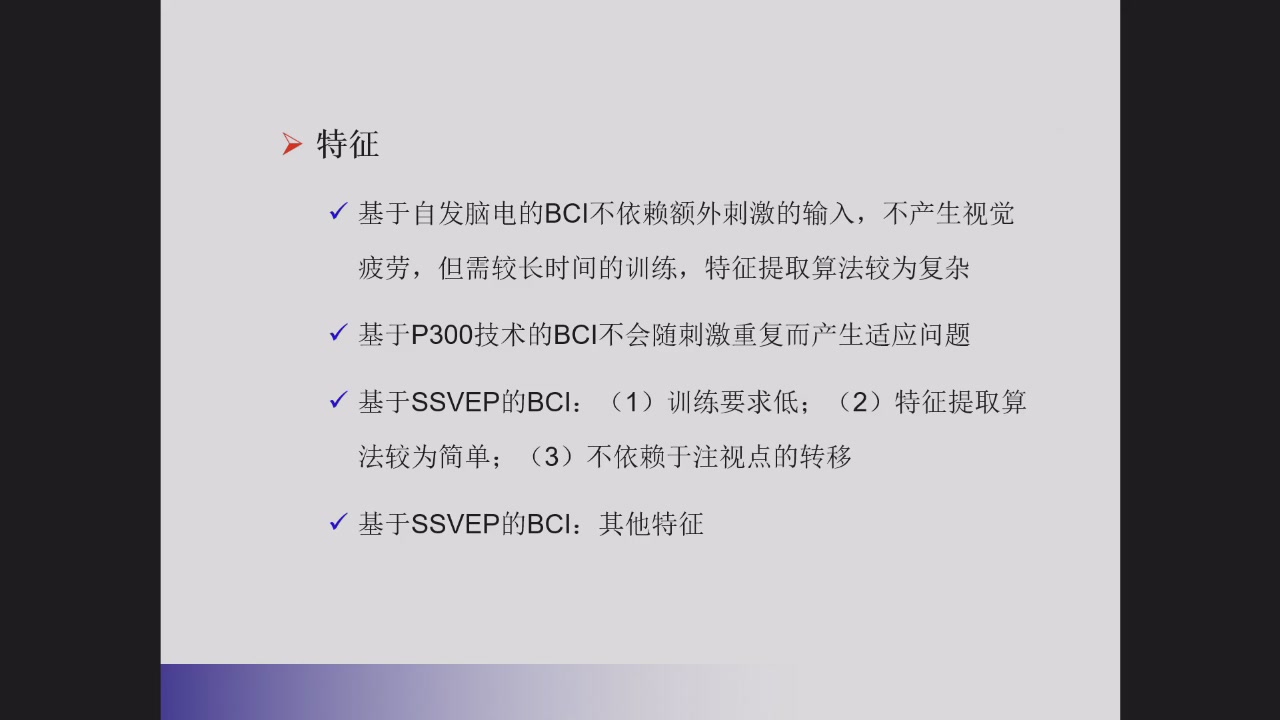 特征
基于自发脑电的BCI不依赖额外刺激的输入，不产生视觉
疲劳，但需较长时间的训练，特征提取算法较为复杂
基于P300技术的BCI不会随刺激重复而产生适应问题
基于SSVEP的BCI：（1）训练要求低；（2）特征提取算
法较为简单；（3）不依赖于注视点的转移
基于SSVEP的BCI：其他特征